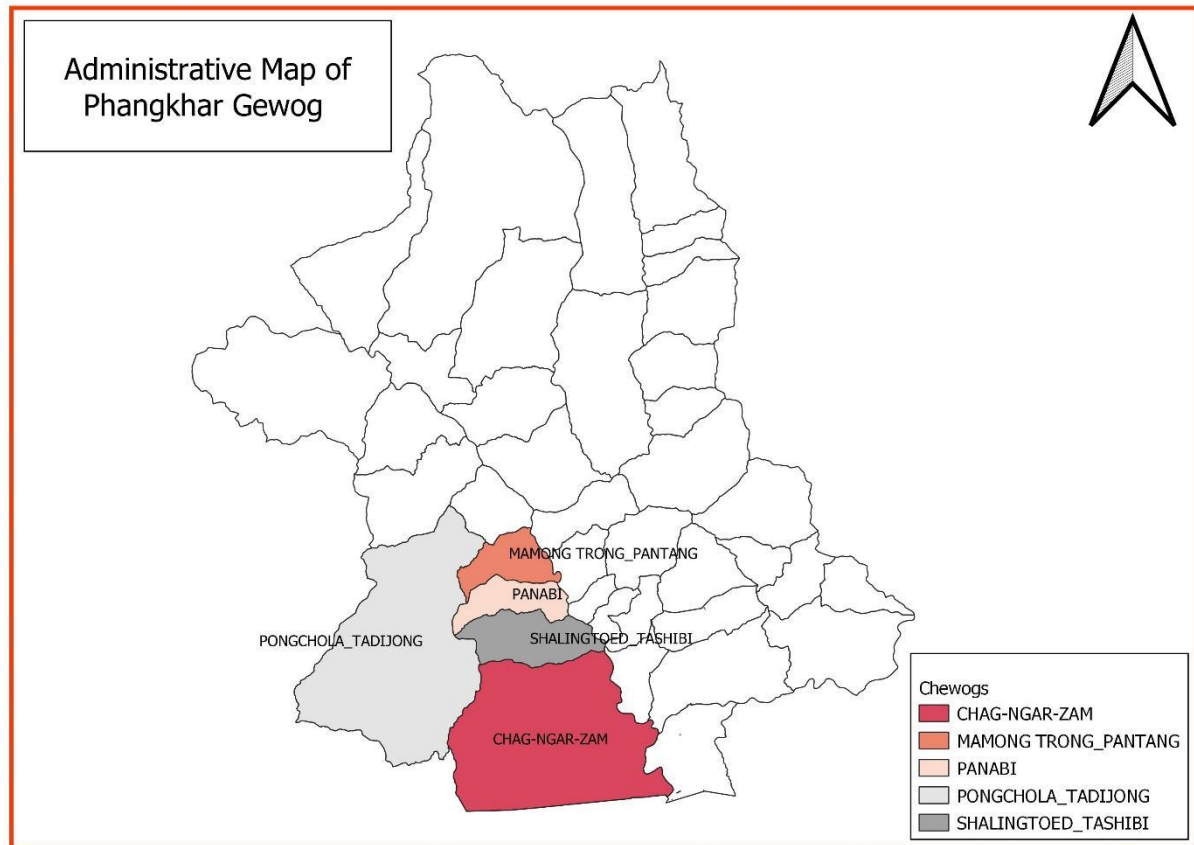 Administrative Map of
Phangkhar Gewog
MAMONG TRONG_PANTANG
PANABI
SHALINGTOED_TASHIBI
PONGCHOLA_TADIJONG
CHAG-NGAR-ZAM
Chewogs
CHAG-NGAR-ZAM
MAMONG TRONG_PANTANG
PANABI
PONGCHOLA_TADIJONG
SHALINGTOED_TASHIBI